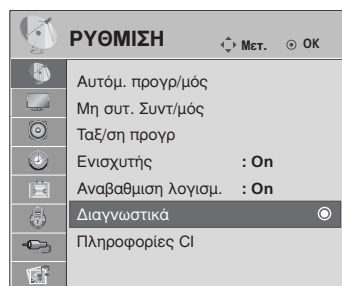 ΡΥΘΜΙΣΗ Μετ. OK
Αυτόμ. προγρ/μός
Μη συτ. Συντ/μός
Ταξ/ση προγρ
Ενισχυτής : On
Αναβαθμιση λογισμ. : On
Διαγνωστικά
Πληροφορίες CI